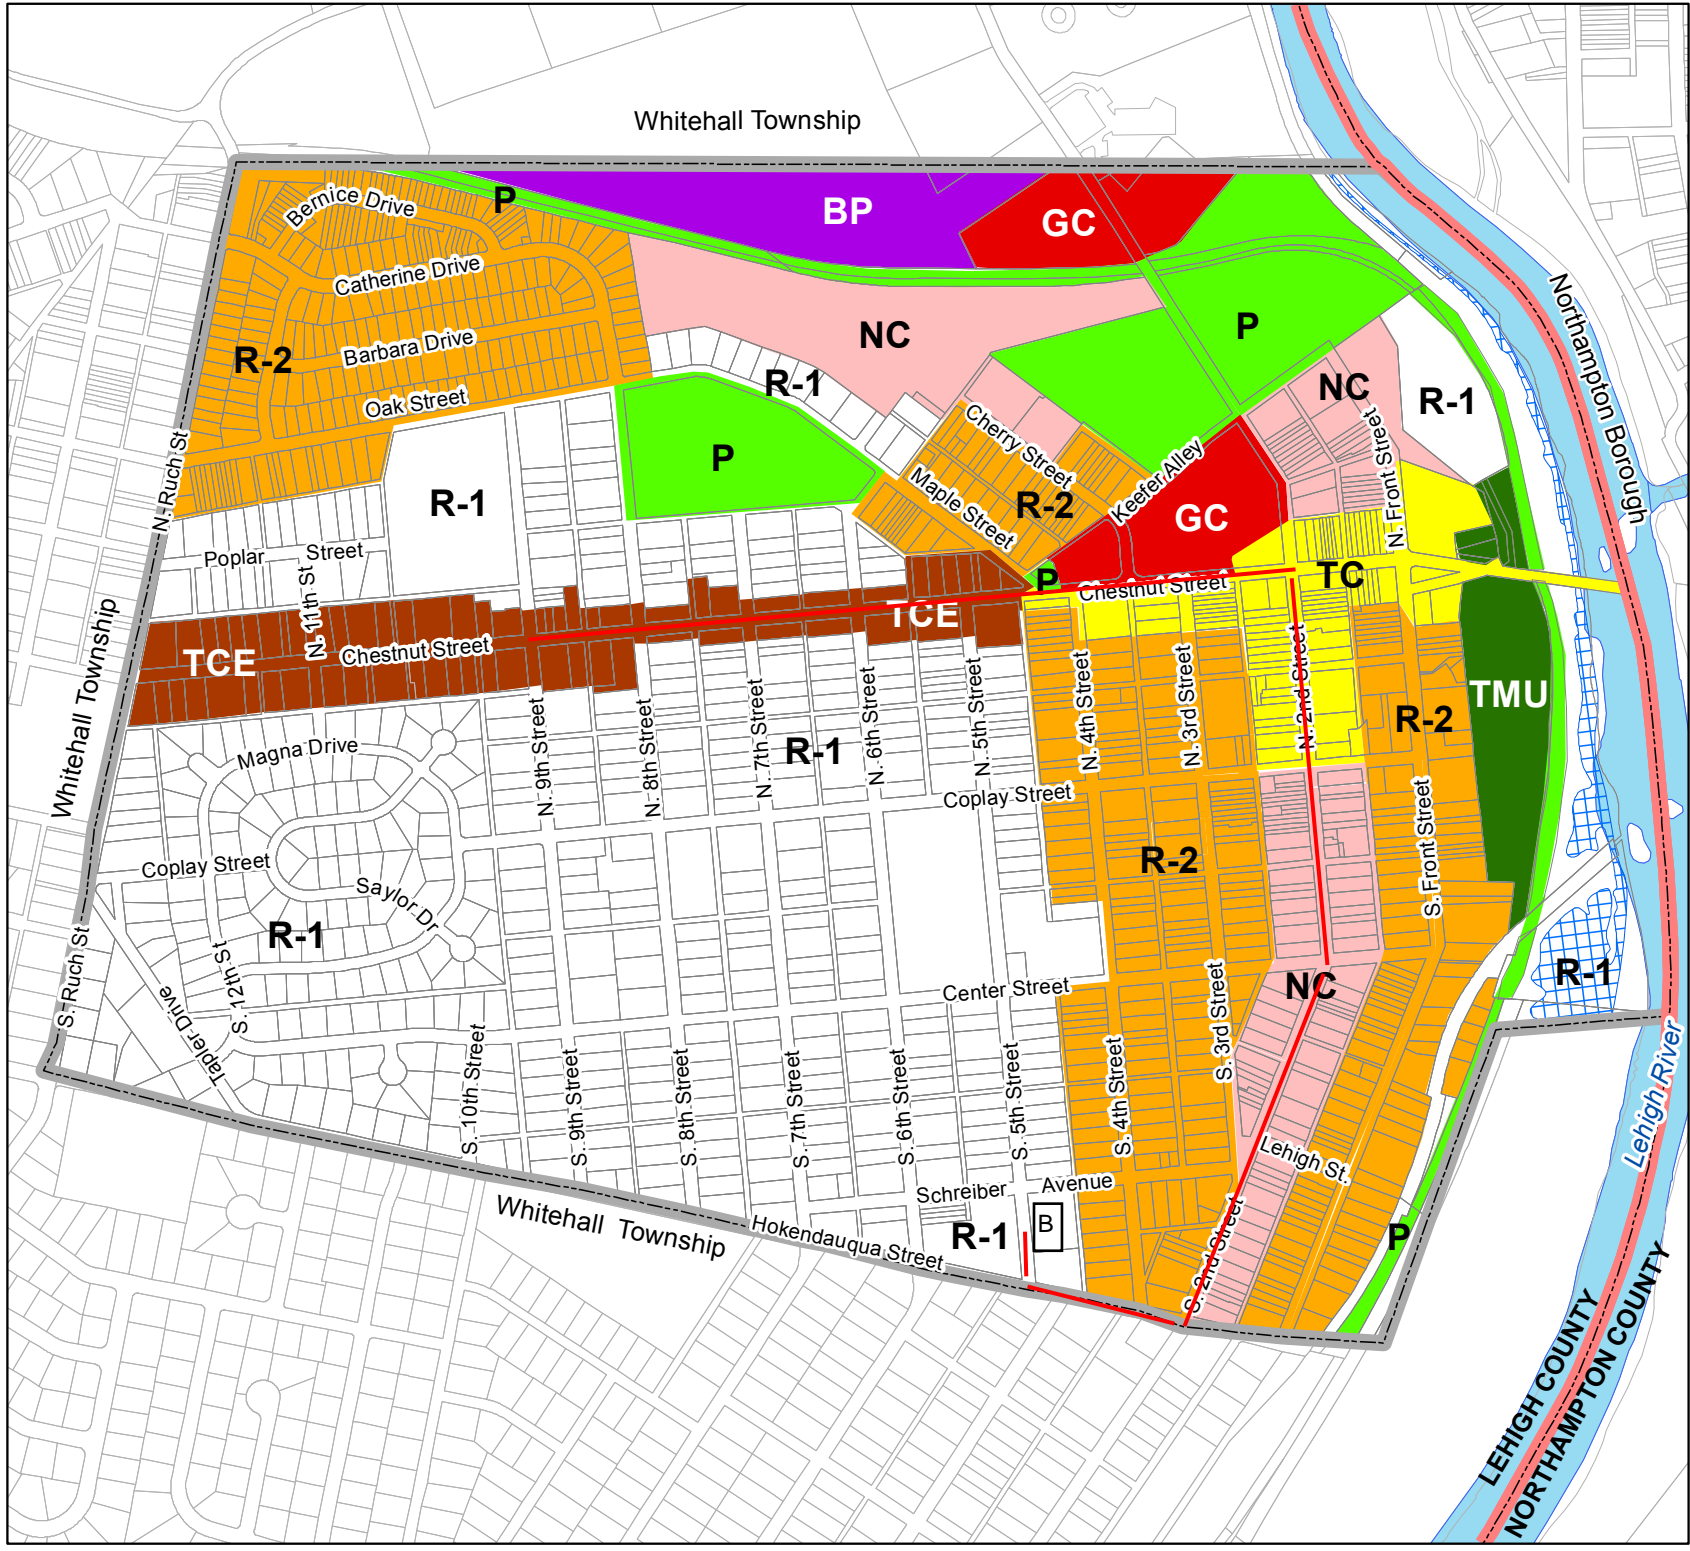 Whitehall Township
P
Bernice Drive
BP
GC
Catherine Drive
Northampton Borough
P
NC
Barbara Drive
R-2
R-1
NC
R-1
Oak Street
Cherry Street
N. Front Street
N. Ruch St
P
Maple Street
Keefer Alley
R-1
R-2
GC
Poplar Street
N. 11th St
P
Chestnut Street
TC
TCE
Chestnut Street
TCE
Whitehall Township
N. 9th Street
N. 8th Street
N. 7th Street
N. 6th Street
N. 5th Street
N. 4th Street
N. 3rd Street
N. 2nd Street
TMU
R-2
Magna Drive
R-1
Coplay Street
S. Front Street
Coplay Street
R-2
Saylor Dr
R-1
S. Ruch St
S. 12th St
Tapler Drive
Center Street
NC
R-1
S. 10th Street
S. 9th Street
S. 8th Street
S. 7th Street
S. 6th Street
S. 5th Street
S. 4th Street
S. 3rd Street
Lehigh River
Lehigh St.
Schreiber Avenue
B
Whitehall Township
Hokendauqua Street
R-1
S. 2nd Street
P
LEHIGH COUNTY
NORTHAMPTON COUNTY